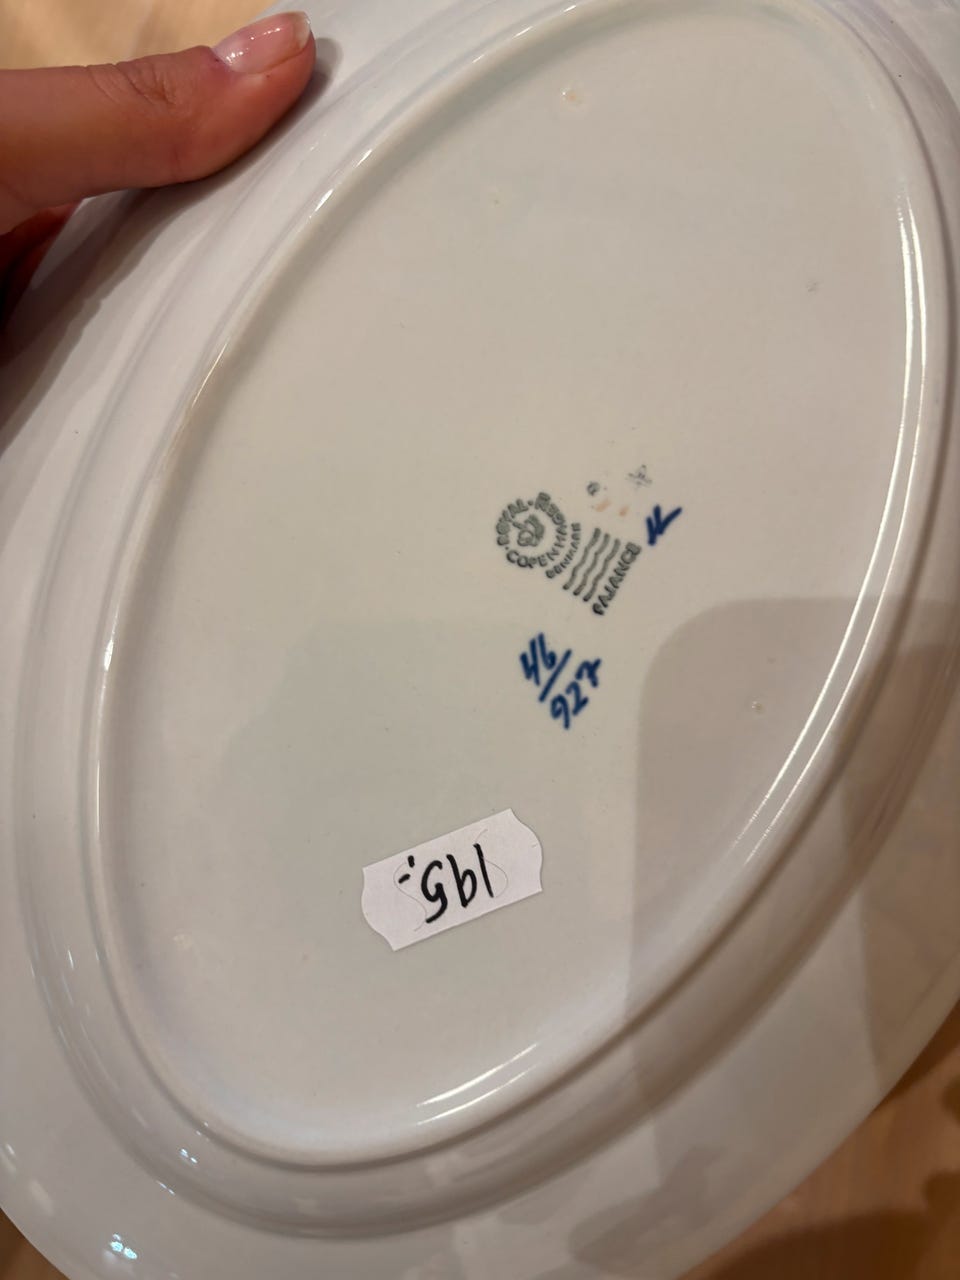 ROYAL
COPENHAGEN
DENMARK
FAJANCE
46
927
195,-